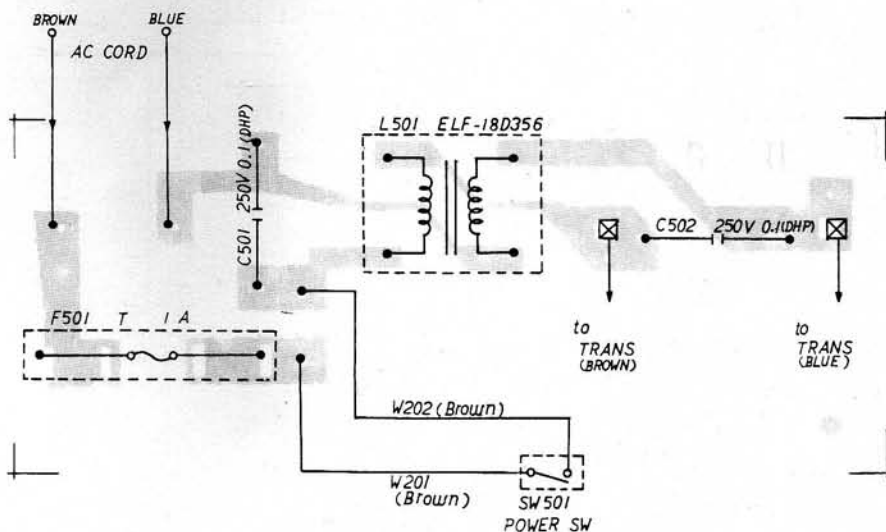 BROWN
BLUE
AC CORD
L501 ELF-18D356
C501 250V 0.1(DHP)
C502 250V 0.1(DHP)
F501 T 1A
to
TRANS
(BROWN)
to
TRANS
(BLUE)
W202 (Brown)
W201
(Brown)
SW501
POWER SW